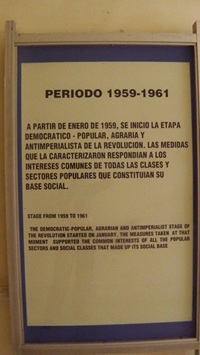 PERIODO 1959-1961
A PARTIR DE ENERO DE 1959, SE INICIO LA ETAPA
DEMOCRATICO - POPULAR, AGRARIA Y
ANTIMPERIALISTA DE LA REVOLUCION. LAS MEDIDAS
QUE LA CARACTERIZARON RESPONDIAN A LOS
INTERESES COMUNES DE TODAS LAS CLASES Y
SECTORES POPULARES QUE CONSTITUIAN SU
BASE SOCIAL.
STAGE FROM 1959 TO 1961
THE DEMOCRATIC-POPULAR, AGRARIAN AND ANTIMPERIALIST STAGE OF
THE REVOLUTION STARTED ON JANUARY. THE MEASURES TAKEN AT THAT
MOMENT SUPPORTED THE COMMON INTERESTS OF ALL THE POPULAR
SECTORS AND SOCIAL CLASSES THAT MADE UP ITS SOCIAL BASE